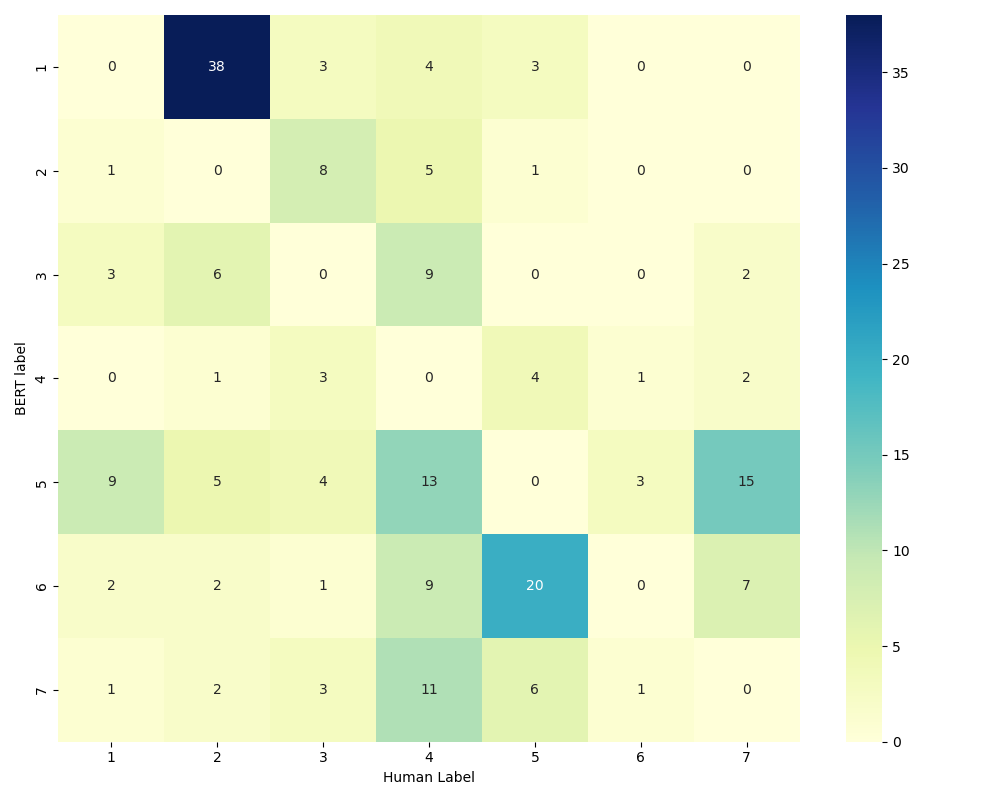 1 0 38 3 4 3 0 0
2 1 0 8 5 1 0 0
3 3 6 0 9 0 0 2
4 0 1 3 0 4 1 2
5 9 5 4 13 0 3 15
6 2 2 1 9 20 0 7
7 1 2 3 11 6 1 0
1 2 3 4 5 6 7
Human Label
BERT label
35
30
25
20
15
10
5
0